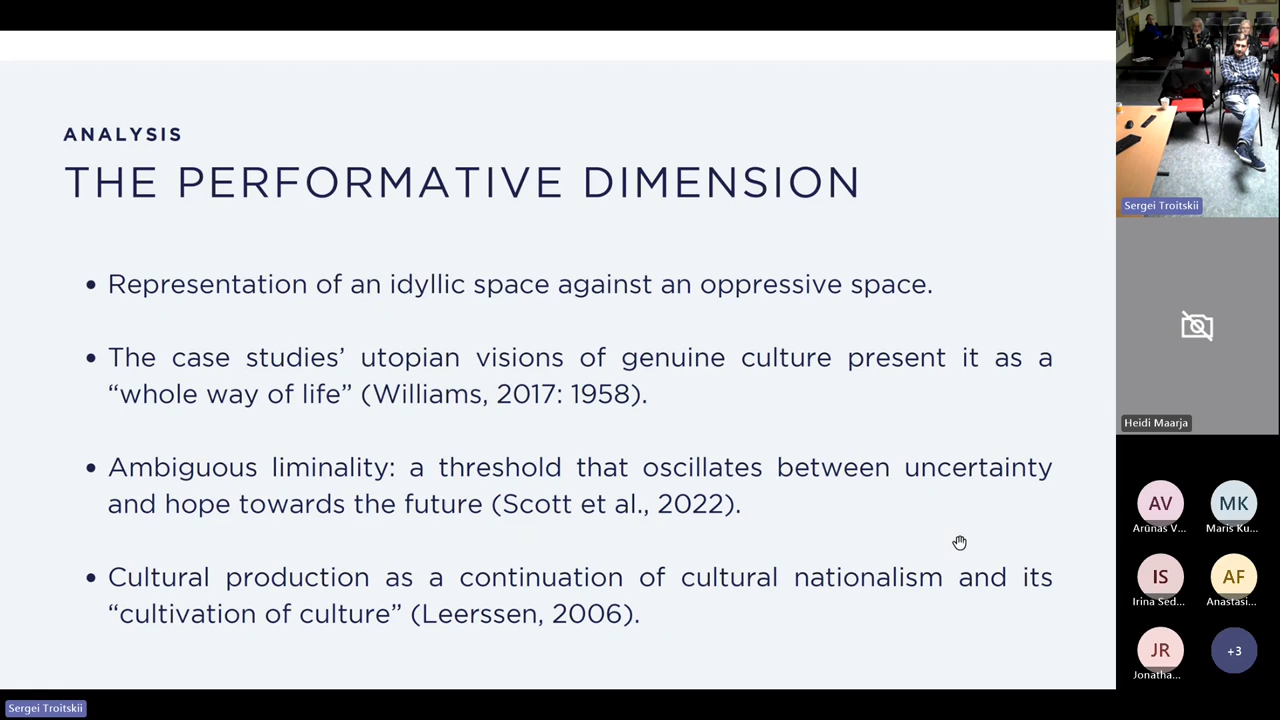 ANALYSIS
THE PERFORMATIVE DIMENSION
• Representation of an idyllic space against an oppressive space.
• The case studies’ utopian visions of genuine culture present it as a
“whole way of life” (Williams, 2017: 1958).
• Ambiguous liminality: a threshold that oscillates between uncertainty
and hope towards the future (Scott et al., 2022).
• Cultural production as a continuation of cultural nationalism and its
“cultivation of culture” (Leerssen, 2006).
Sergei Troitskii
Sergei Troitskii
Heidi Maarja
AV
Arūnas V...
MK
Maris Ku...
IS
Irina Sed...
AF
Anastasi...
JR
Jonatha...
+3